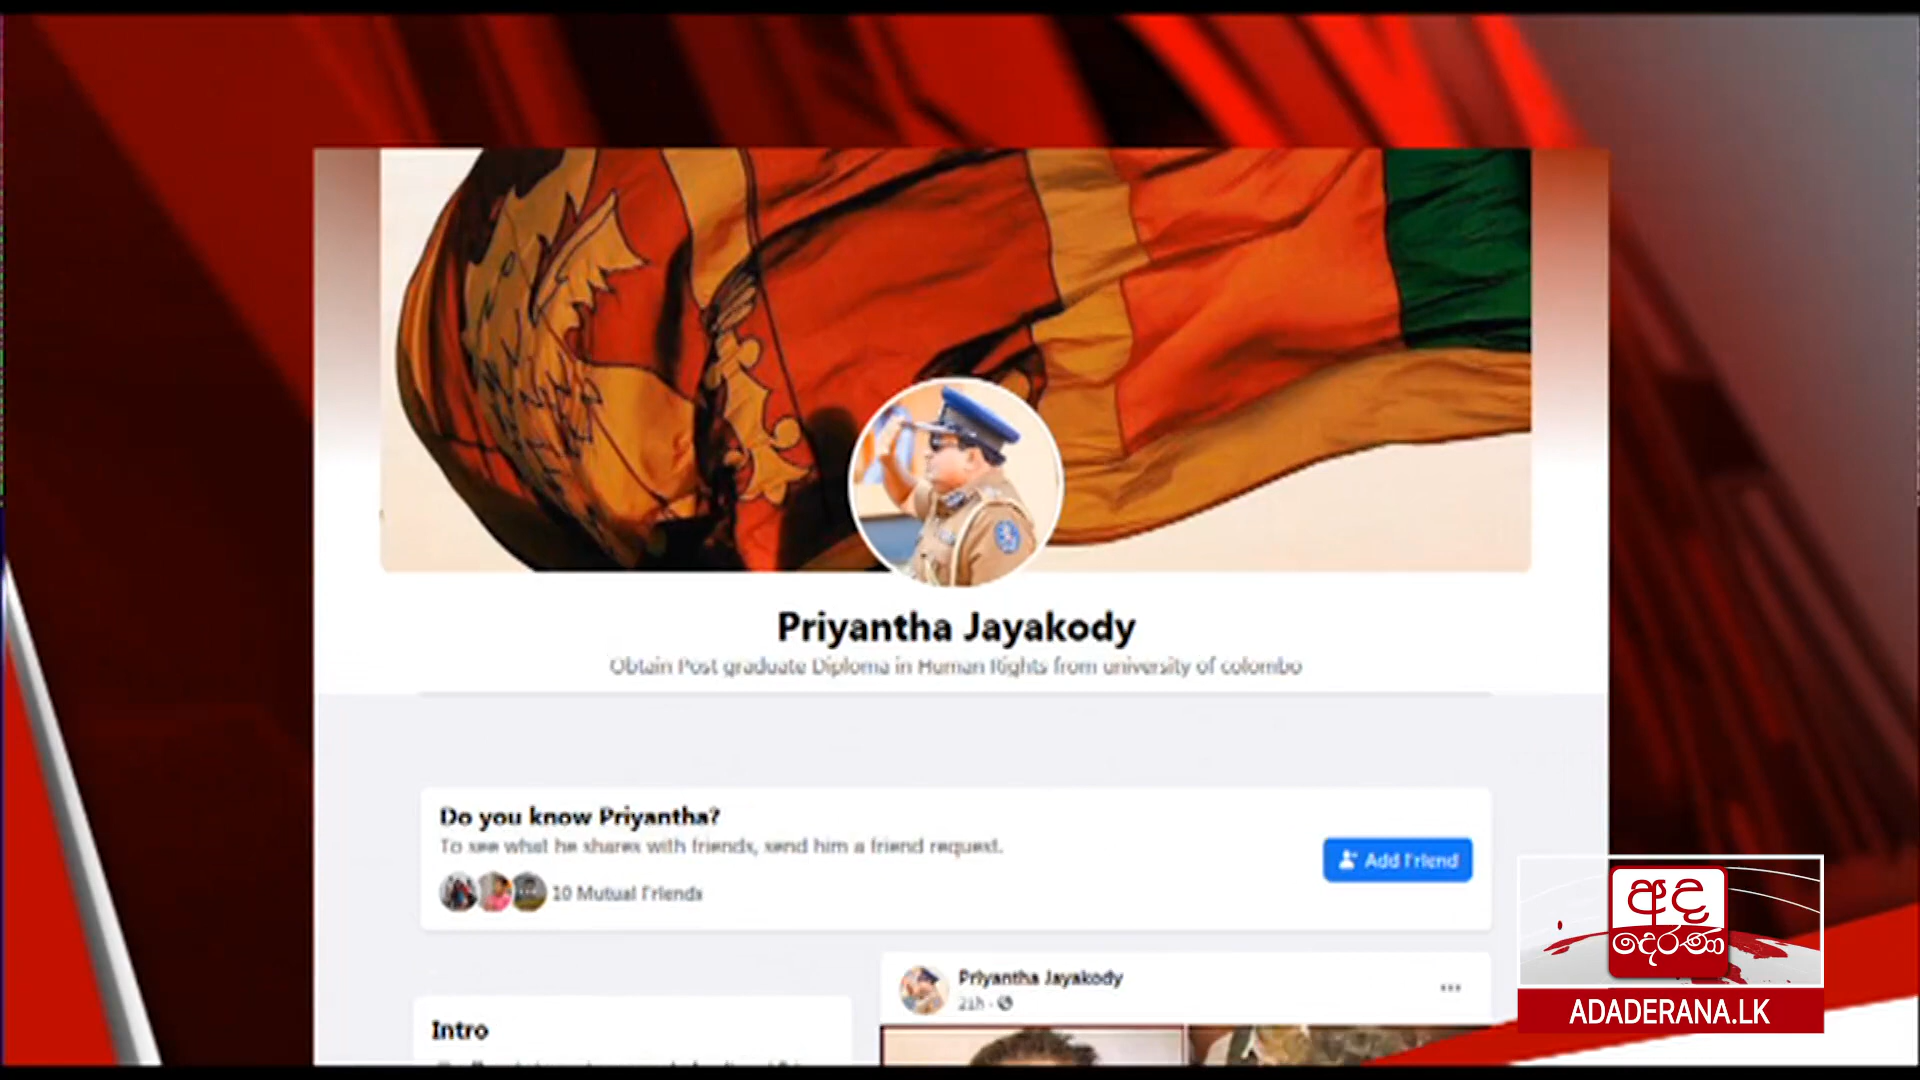 Priyantha Jayakody
Obtain Post graduate Diploma in Human Rights from university of colombo
Do you know Priyantha?
To see what he shares with friends, send him a friend request.
Add Friend
10 Mutual Friends
Priyantha Jayakody
21h
Intro
අද
දෙරණ
ADADERANA.LK